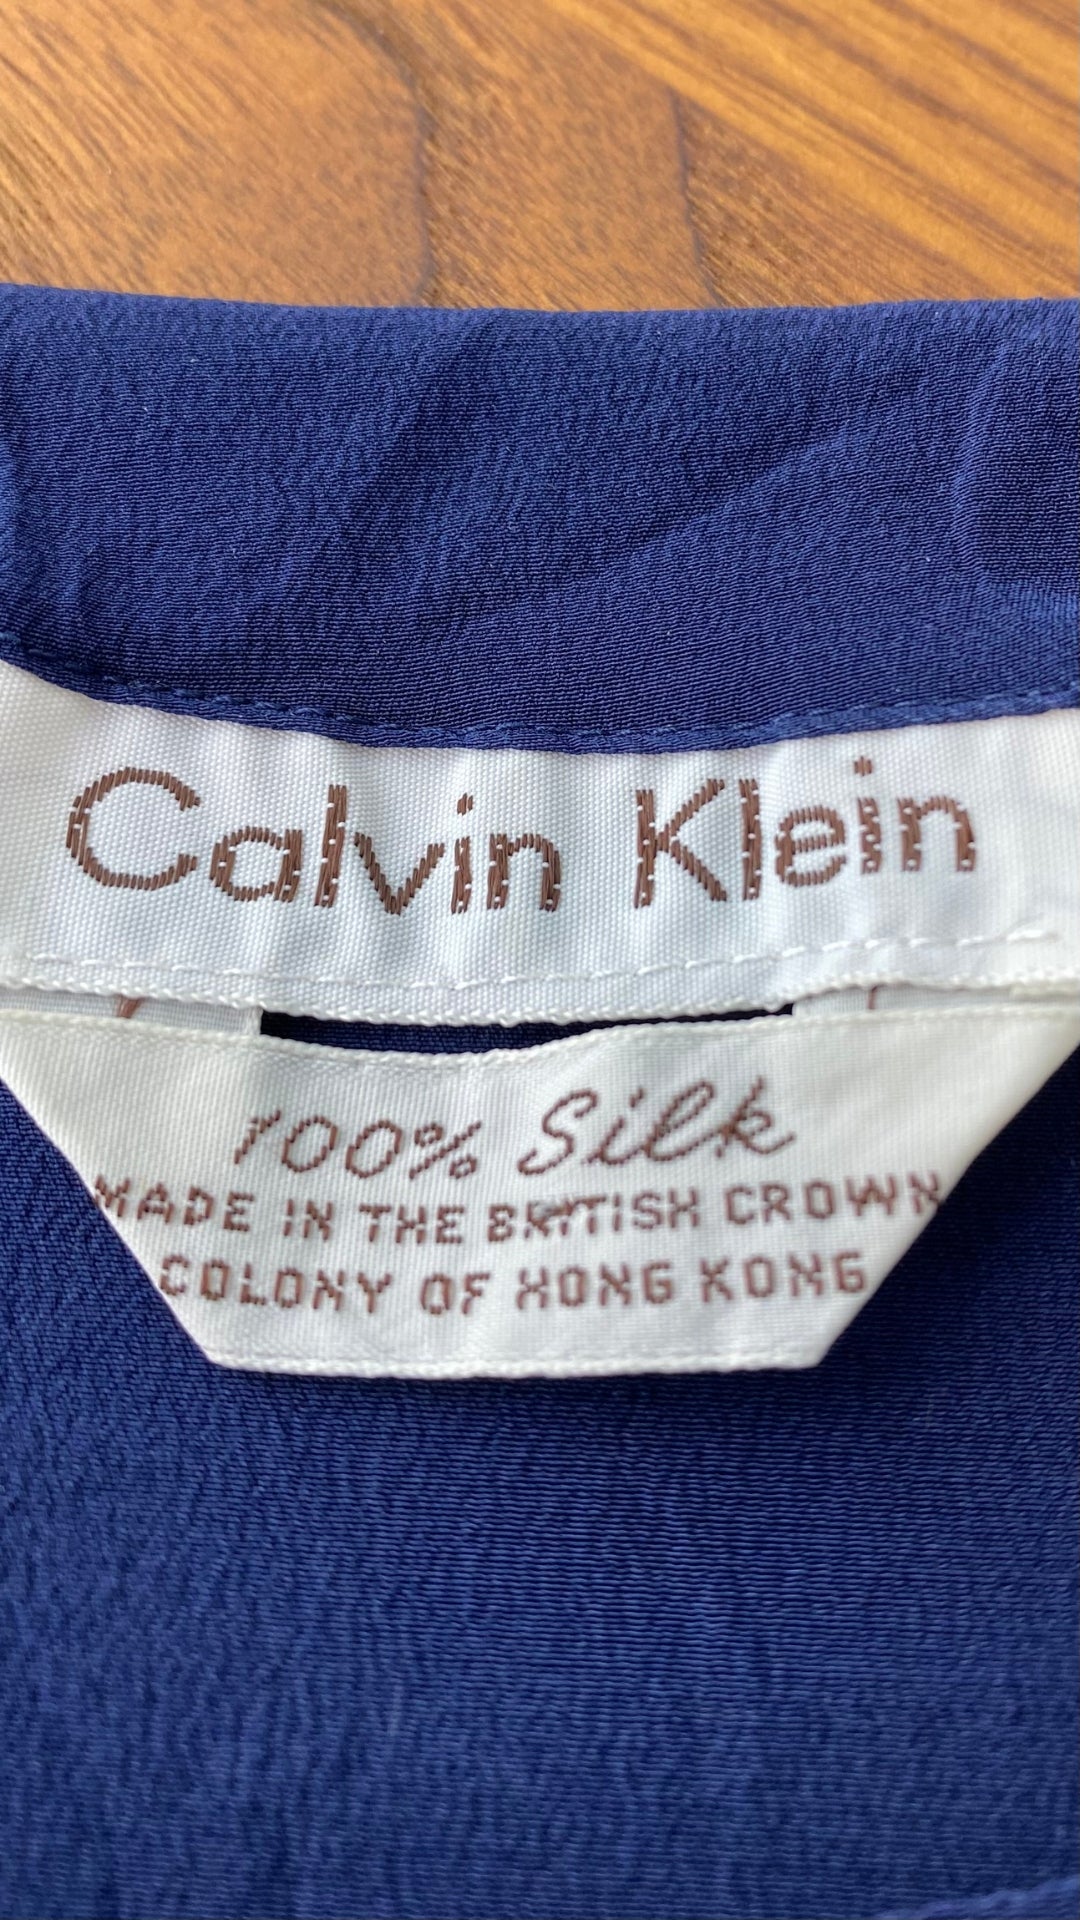 Calvin Klein
100% Silk
MADE IN THE BRITISH CROWN
COLONY OF HONG KONG